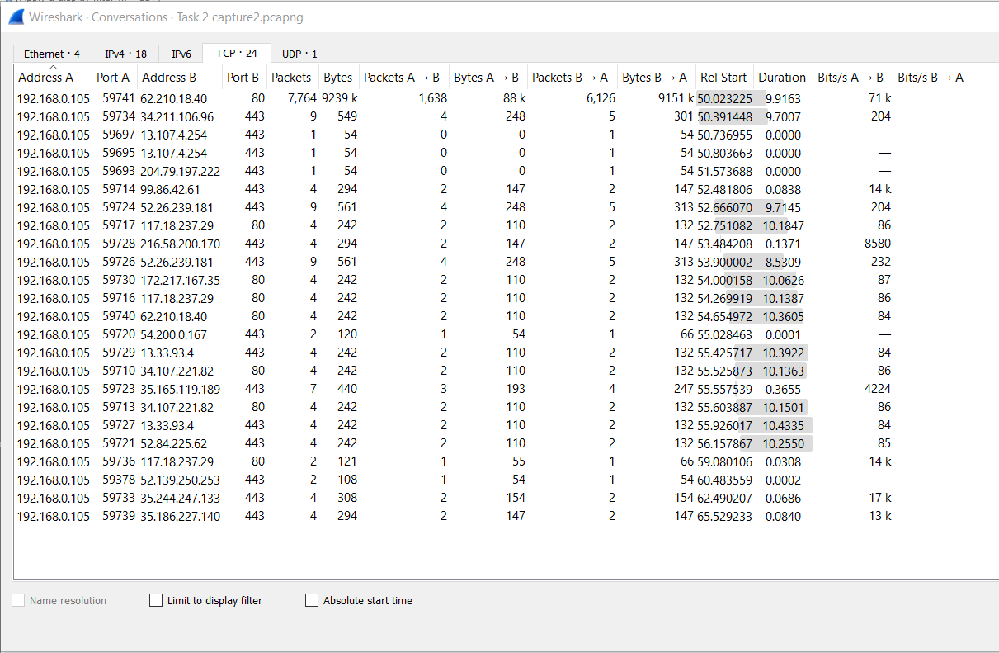 Wireshark · Conversations · Task 2 capture2.pcapng
Ethernet · 4 IPv4 · 18 IPv6 TCP · 24 UDP · 1
Address A Port A Address B Port B Packets Bytes Packets A → B Bytes A → B Packets B → A Bytes B → A Rel Start Duration Bits/s A → B Bits/s B → A
192.168.0.105 59741 62.210.18.40 80 7,764 9239 k 1,638 88 k 6,126 9151 k 50.023225 9.9163 71 k
192.168.0.105 59734 34.211.106.96 443 9 549 4 248 5 301 50.391448 9.7007 204
192.168.0.105 59697 13.107.4.254 443 1 54 0 0 1 54 50.736955 0.0000 —
192.168.0.105 59695 13.107.4.254 443 1 54 0 0 1 54 50.803663 0.0000 —
192.168.0.105 59693 204.79.197.222 443 1 54 0 0 1 54 51.573688 0.0000 —
192.168.0.105 59714 99.86.42.61 443 4 294 2 147 2 147 52.481806 0.0838 14 k
192.168.0.105 59724 52.26.239.181 443 9 561 4 248 5 313 52.666070 9.7145 204
192.168.0.105 59717 117.18.237.29 80 4 242 2 110 2 132 52.751082 10.1847 86
192.168.0.105 59728 216.58.200.170 443 4 294 2 147 2 147 53.484208 0.1371 8580
192.168.0.105 59726 52.26.239.181 443 9 561 4 248 5 313 53.900002 8.5309 232
192.168.0.105 59730 172.217.167.35 80 4 242 2 110 2 132 54.000158 10.0626 87
192.168.0.105 59716 117.18.237.29 80 4 242 2 110 2 132 54.269919 10.1387 86
192.168.0.105 59740 62.210.18.40 80 4 242 2 110 2 132 54.654972 10.3605 84
192.168.0.105 59720 54.200.0.167 443 2 120 1 54 1 66 55.028463 0.0001 —
192.168.0.105 59729 13.33.93.4 443 4 242 2 110 2 132 55.425717 10.3922 84
192.168.0.105 59710 34.107.221.82 80 4 242 2 110 2 132 55.525873 10.1363 86
192.168.0.105 59723 35.165.119.189 443 7 440 3 193 4 247 55.557539 0.3655 4224
192.168.0.105 59713 34.107.221.82 80 4 242 2 110 2 132 55.603887 10.1501 86
192.168.0.105 59727 13.33.93.4 443 4 242 2 110 2 132 55.926017 10.4335 84
192.168.0.105 59721 52.84.225.62 443 4 242 2 110 2 132 56.157867 10.2550 85
192.168.0.105 59736 117.18.237.29 80 2 121 1 55 1 66 59.080106 0.0308 14 k
192.168.0.105 59378 52.139.250.253 443 2 108 1 54 1 54 60.483559 0.0002 —
192.168.0.105 59733 35.244.247.133 443 4 308 2 154 2 154 62.490207 0.0686 17 k
192.168.0.105 59739 35.186.227.140 443 4 294 2 147 2 147 65.529233 0.0840 13 k
Name resolution Limit to display filter Absolute start time